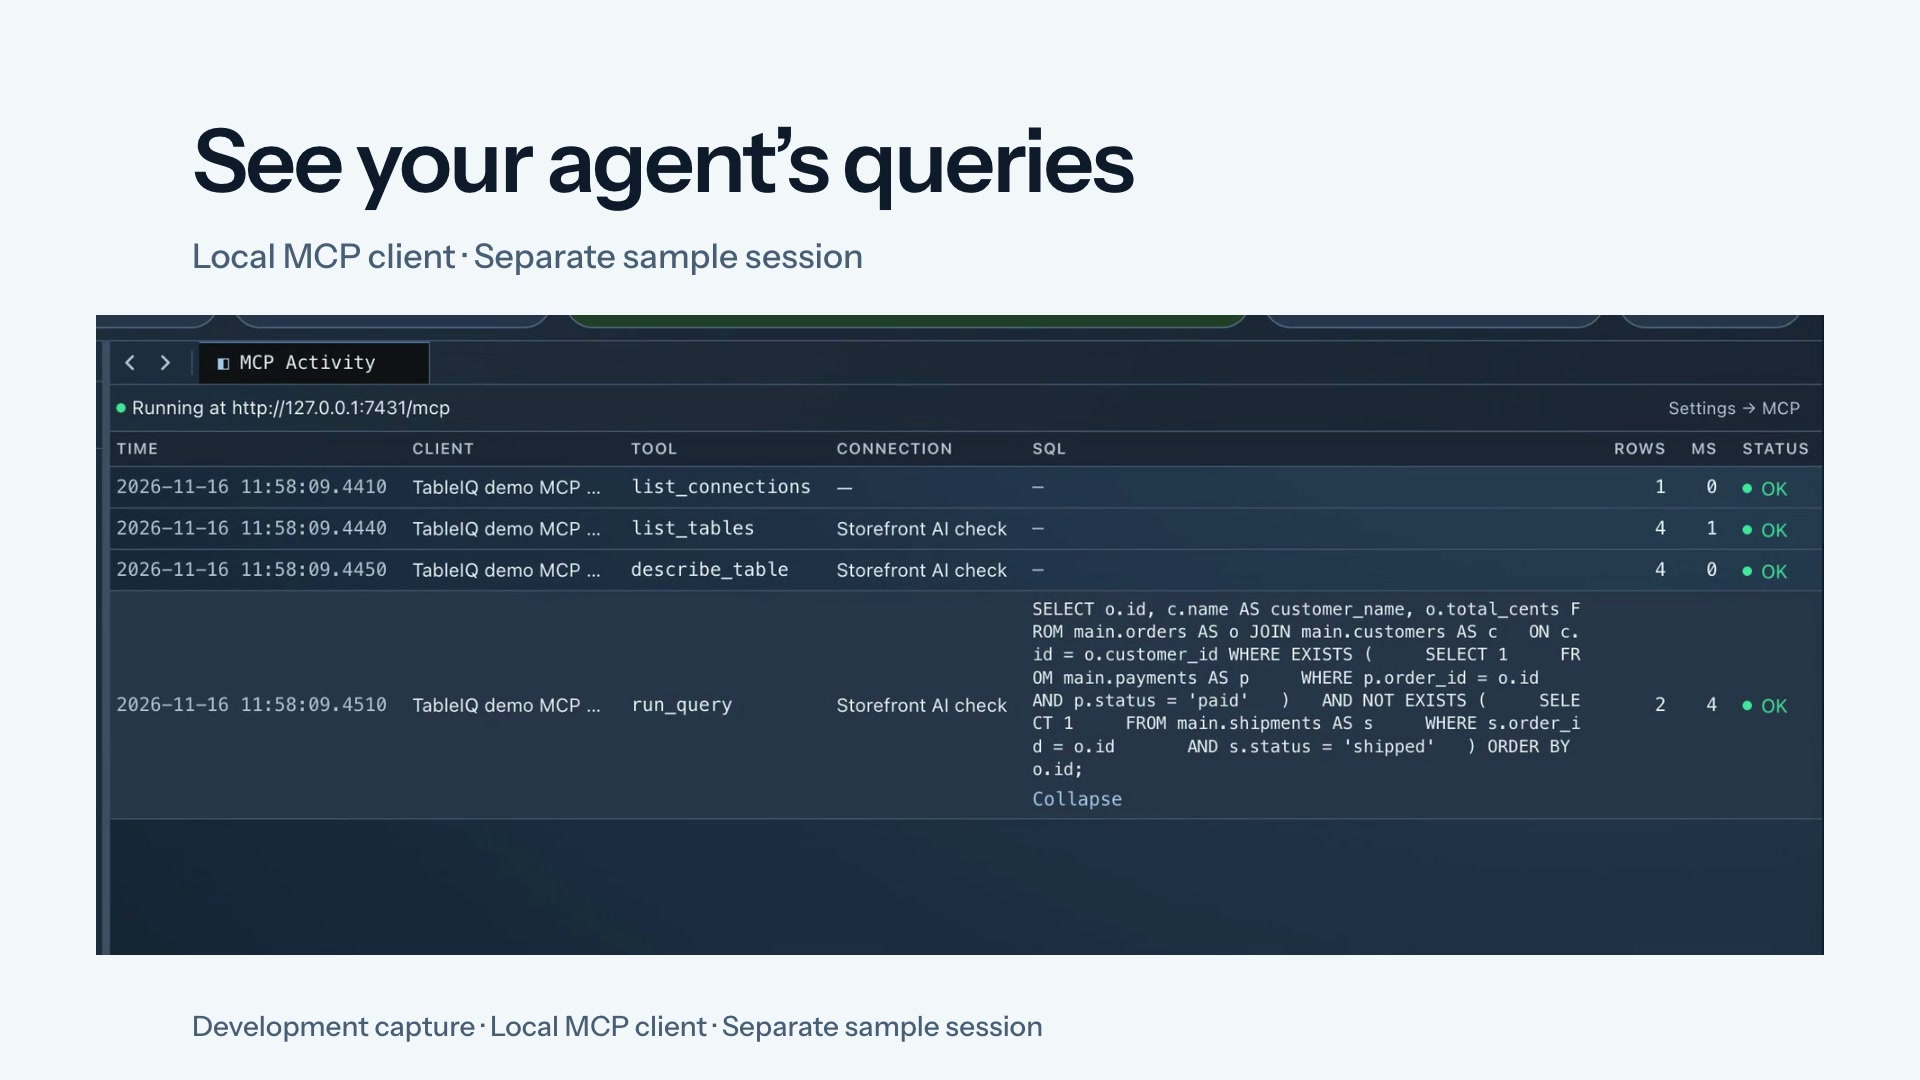 See your agent’s queries
Local MCP client · Separate sample session
MCP Activity
Running at http://127.0.0.1:7431/mcp Settings → MCP
TIME CLIENT TOOL CONNECTION SQL ROWS MS STATUS
2026-11-16 11:58:09.4410 TableIQ demo MCP ... list_connections — — 1 0 OK
2026-11-16 11:58:09.4440 TableIQ demo MCP ... list_tables Storefront AI check — 4 1 OK
2026-11-16 11:58:09.4450 TableIQ demo MCP ... describe_table Storefront AI check — 4 0 OK
2026-11-16 11:58:09.4510 TableIQ demo MCP ... run_query Storefront AI check
SELECT o.id, c.name AS customer_name, o.total_cents F
ROM main.orders AS o JOIN main.customers AS c   ON c.
id = o.customer_id WHERE EXISTS (     SELECT 1     FR
OM main.payments AS p     WHERE p.order_id = o.id
AND p.status = 'paid'   )   AND NOT EXISTS (     SELE
CT 1     FROM main.shipments AS s     WHERE s.order_i
d = o.id       AND s.status = 'shipped'   ) ORDER BY
o.id;
Collapse
2 4 OK
Development capture · Local MCP client · Separate sample session